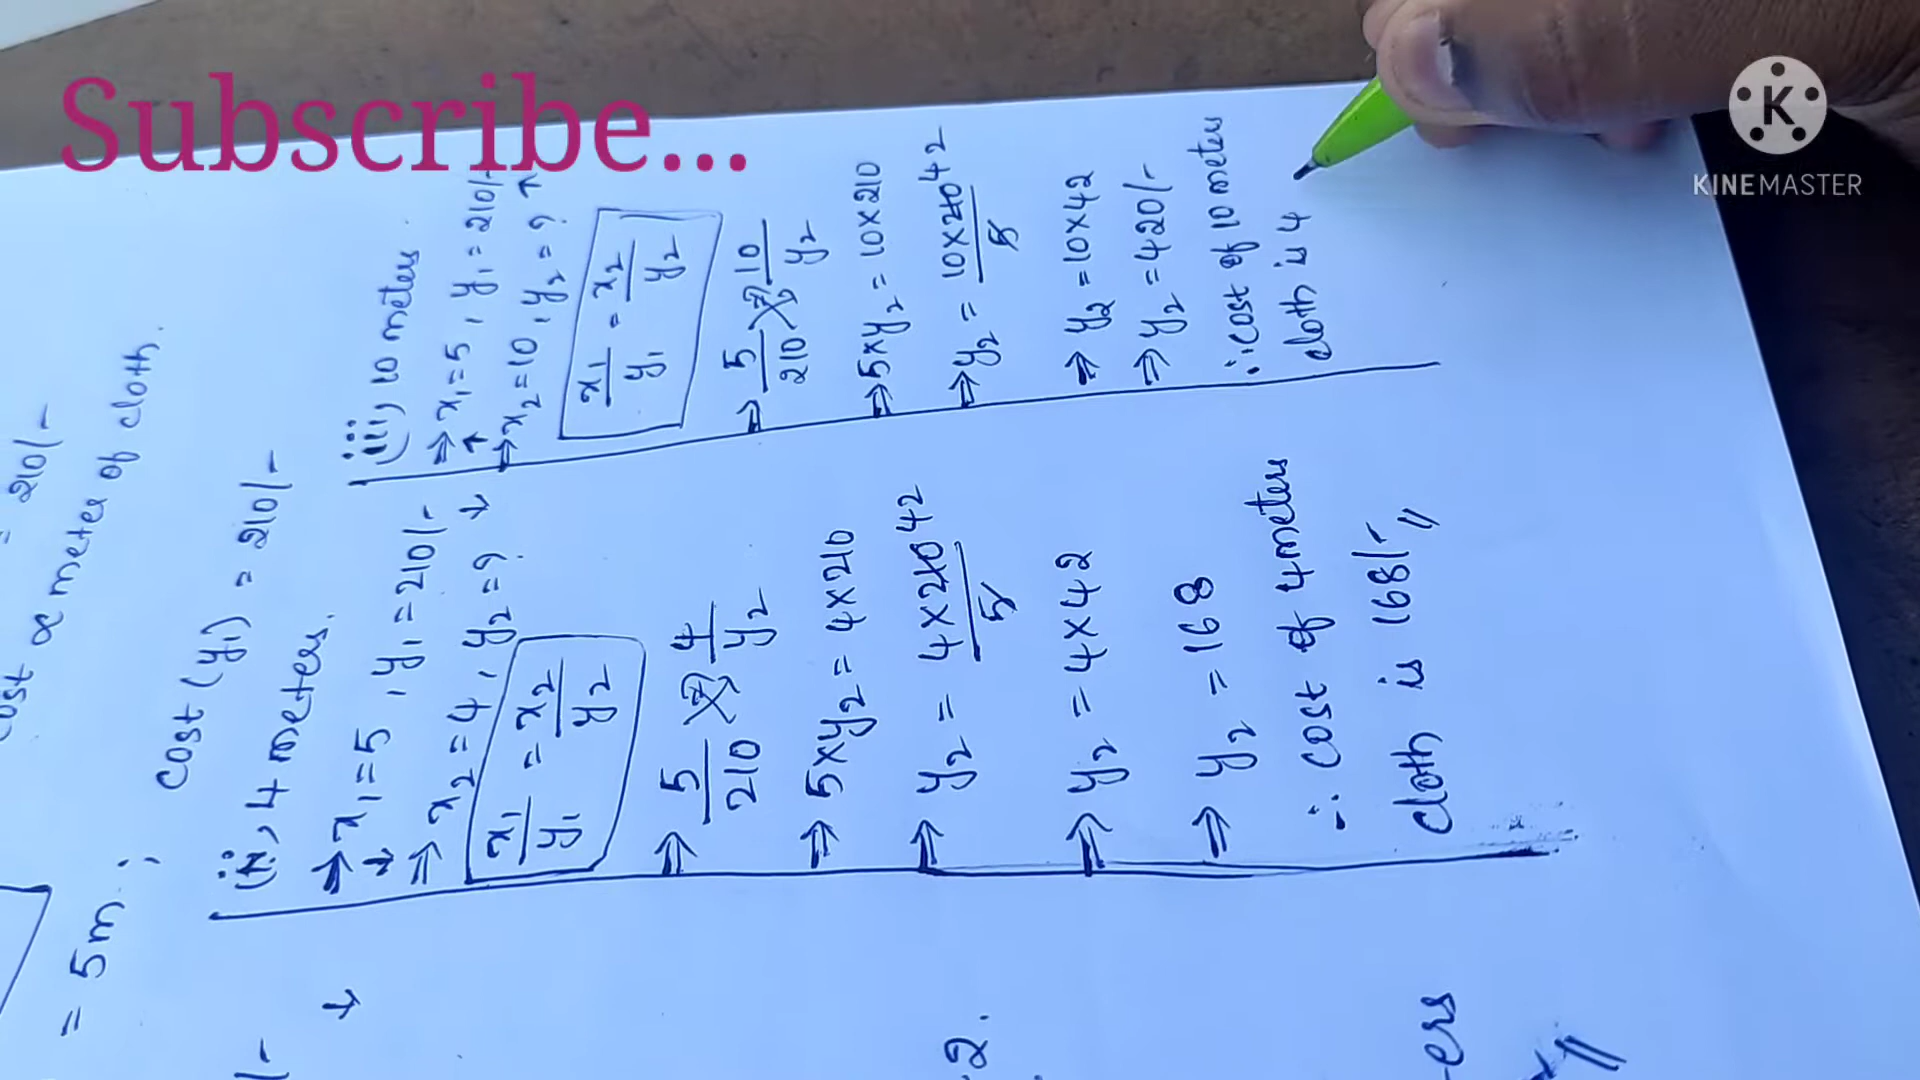 Subscribe...
KINEMASTER
= 210/-
cost ∝ meter of cloth.
= 5m ; cost (y₁) = 210/-
(ii), 4 meters.
⇒ x₁ = 5 , y₁ = 210/-
↓ ⇒ x₂ = 4 , y₂ = ? ↓
x₁/y₁ = x₂/y₂
⇒ 5/210 = 4/y₂
⇒ 5 × y₂ = 4 × 210
⇒ y₂ = 4 × 210 42 / 5
⇒ y₂ = 4 × 42
⇒ y₂ = 168
∴ cost of 4 meters
cloth is 168/-
(iii), 10 meters.
⇒ x₁ = 5 , y₁ = 210/-
↑ ⇒ x₂ = 10 , y₂ = ? ↑
x₁/y₁ = x₂/y₂
⇒ 5/210 = 10/y₂
⇒ 5 × y₂ = 10 × 210
⇒ y₂ = 10 × 210 42 / 5
⇒ y₂ = 10 × 42
⇒ y₂ = 420/-
∴ cost of 10 meters
cloth is 4